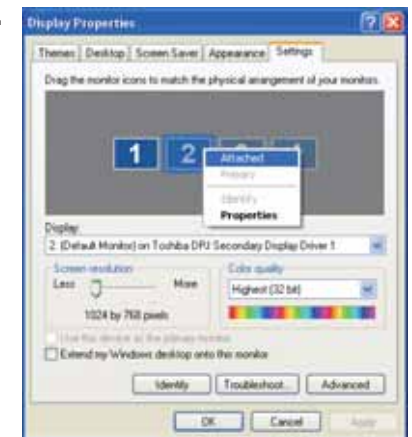 Display Properties
Themes Desktop Screen Saver Appearance Settings
Drag the monitor icons to match the physical arrangement of your monitors.
1 2 3 4
Attached
Primary
Identify
Properties
Display:
2. (Default Monitor) on Toshiba DPJ Secondary Display Driver 1
Screen resolution
Less More
1024 by 768 pixels
Color quality
Highest (32 bit)
Use this device as the primary monitor.
Extend my Windows desktop onto this monitor.
Identify Troubleshoot... Advanced
OK Cancel Apply